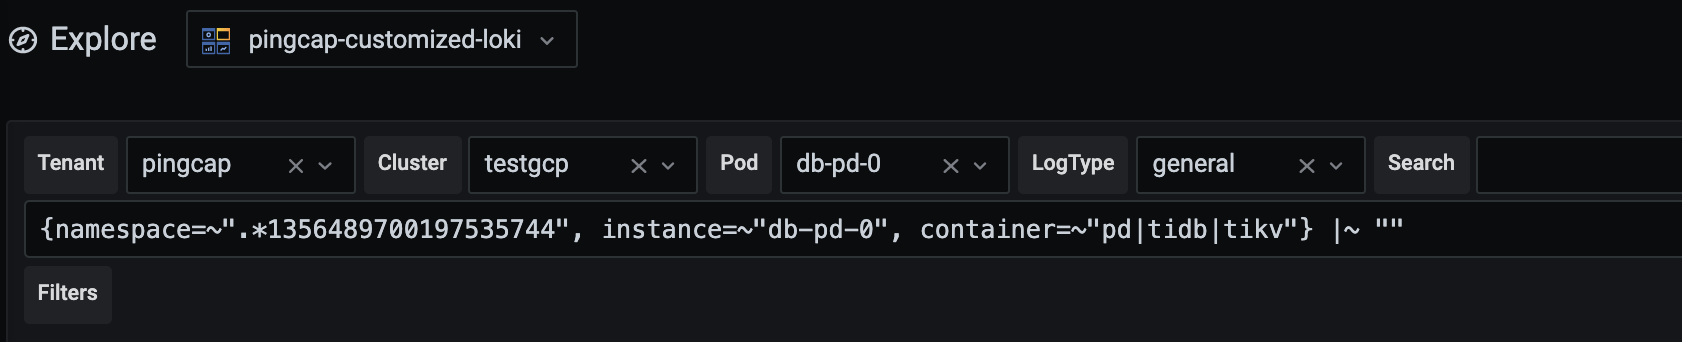 Explore pingcap-customized-loki
Tenant pingcap Cluster testgcp Pod db-pd-0 LogType general Search
{namespace=~".*1356489700197535744", instance=~"db-pd-0", container=~"pd|tidb|tikv"} |~ ""
Filters